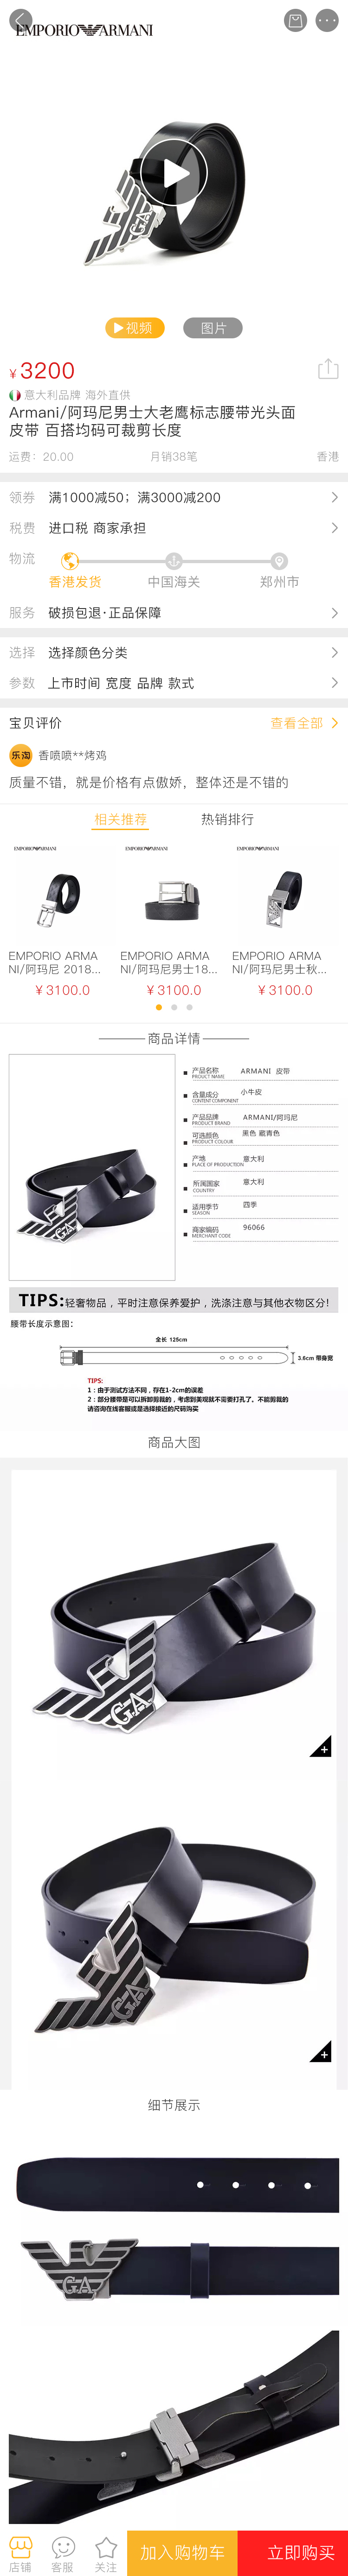 EMPORIO ARMANI
GA
视频
图片
¥3200
意大利品牌 海外直供
Armani/阿玛尼男士大老鹰标志腰带光头面
皮带 百搭均码可裁剪长度
运费：20.00 月销38笔 香港
领券 满1000减50；满3000减200
税费 进口税 商家承担
物流
香港发货 中国海关 郑州市
服务 破损包退·正品保障
选择 选择颜色分类
参数 上市时间 宽度 品牌 款式
宝贝评价 查看全部
乐淘 香喷喷**烤鸡
质量不错，就是价格有点傲娇，整体还是不错的
相关推荐 热销排行
EMPORIO ARMANI EMPORIO ARMANI EMPORIO ARMANI
EMPORIO ARMA EMPORIO ARMA EMPORIO ARMA
NI/阿玛尼 2018... NI/阿玛尼男士18... NI/阿玛尼男士秋...
¥3100.0 ¥3100.0 ¥3100.0
商品详情
产品名称 ARMANI 皮带
PRODUCT NAME
含量成分 小牛皮
CONTENT COMPONENT
产品品牌 ARMANI/阿玛尼
PRODUCT BRAND
可选颜色 黑色 藏青色
PRODUCT COLOUR
产地 意大利
PLACE OF PRODUCTION
所属国家 意大利
COUNTRY
适用季节 四季
SEASON
商家编码 96066
MERCHANT CODE
GA
TIPS:轻奢物品，平时注意保养爱护，洗涤注意与其他衣物区分!
腰带长度示意图：
全长 125cm
3.6cm 带身宽
TIPS:
1：由于测试方法不同，存在1-2cm的误差
2：部分腰带是可以拆卸剪裁的，考虑到美观就不需要打孔了。不能剪裁的
请咨询在线客服或是选择接近的尺码购买
商品大图
GA
GA
细节展示
GA
店铺 客服 关注 加入购物车 立即购买